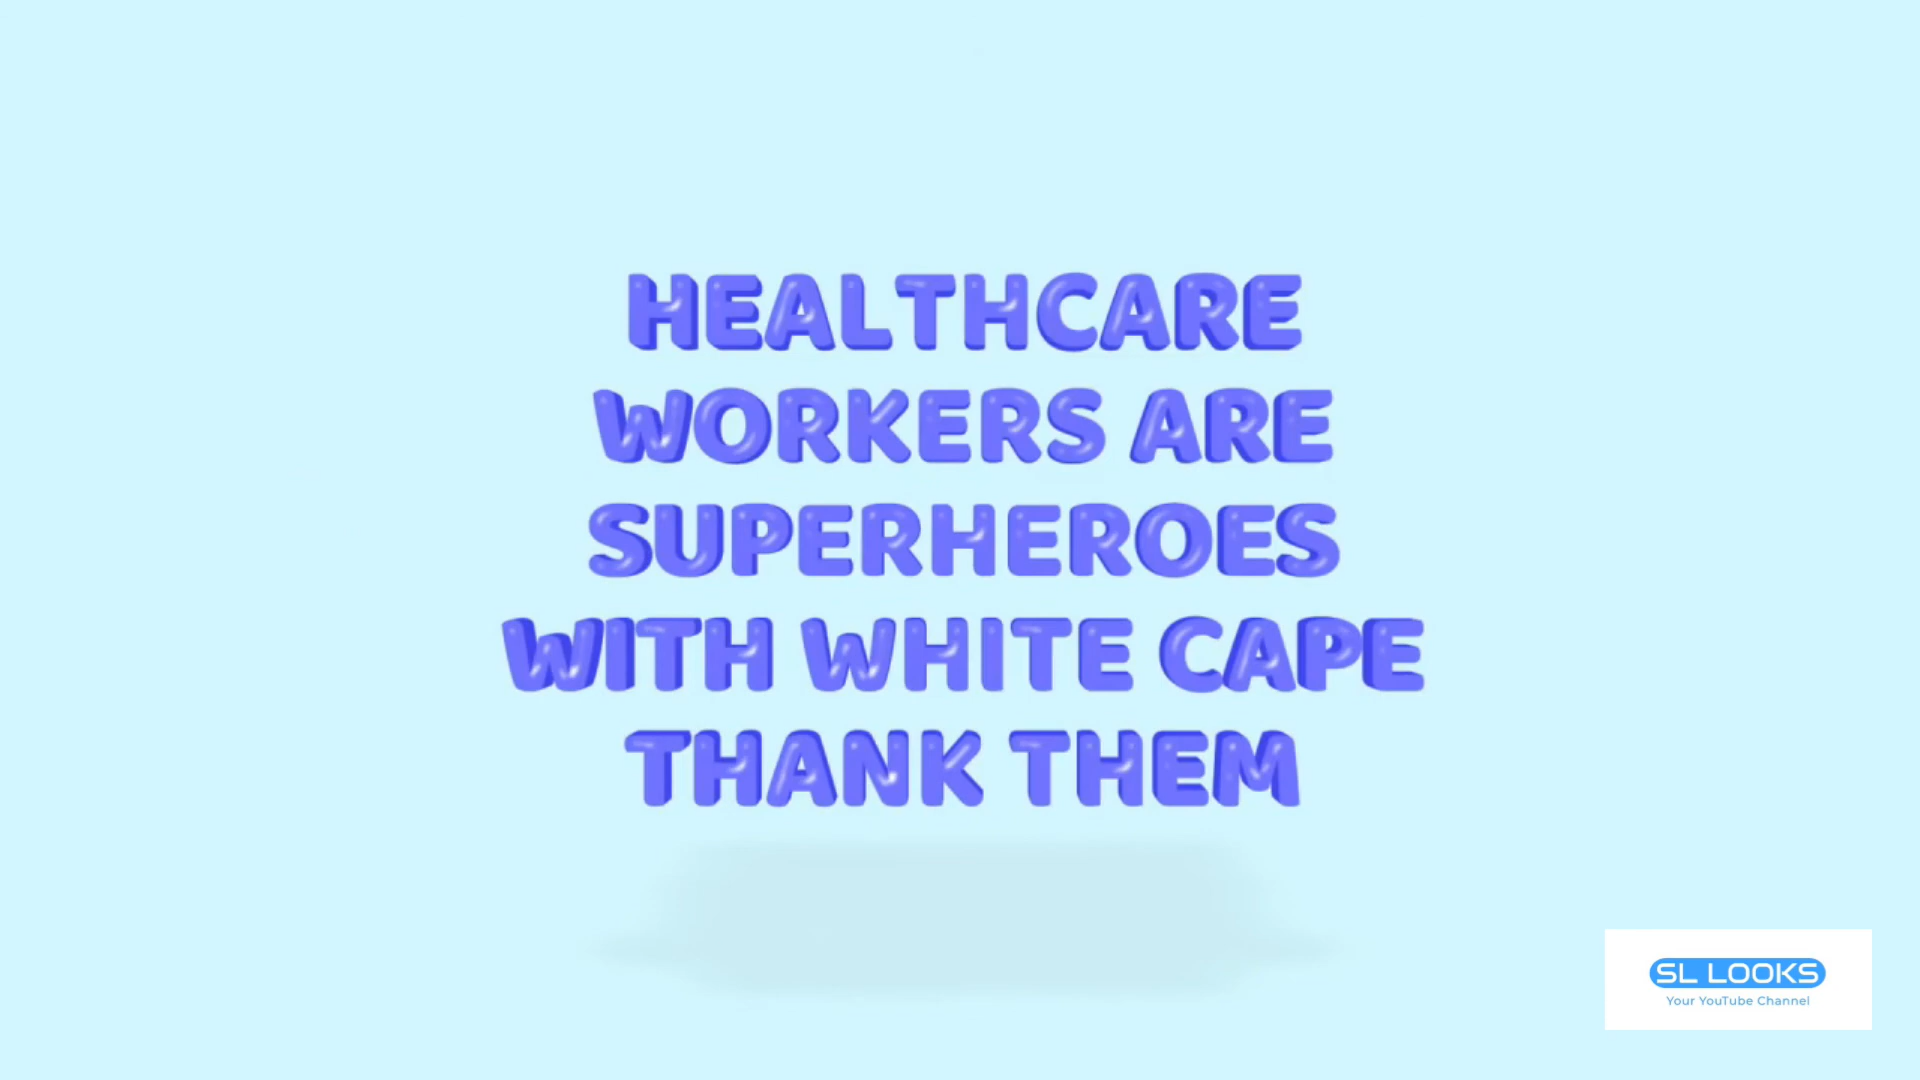 HEALTHCARE
WORKERS ARE
SUPERHEROES
WITH WHITE CAPE
THANK THEM
SL LOOKS
Your YouTube Channel